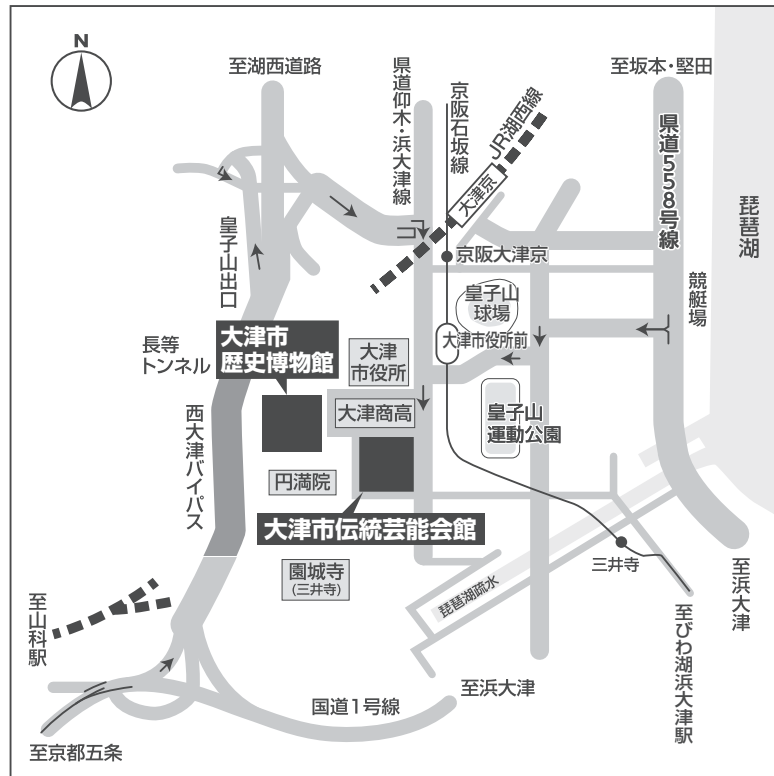 N
至湖西道路
県道仰木・浜大津線
京阪石坂線
JR湖西線
大津京
至坂本・堅田
県道558号線
琵琶湖
皇子山出口
京阪大津京
競艇場
皇子山
球場
大津市役所前
長等
トンネル
大津市
歴史博物館
大津
市役所
大津商高
皇子山
運動公園
西大津バイパス
円満院
大津市伝統芸能会館
園城寺
(三井寺)
琵琶湖疏水
三井寺
至浜大津
至びわ湖浜大津駅
至山科駅
至浜大津
国道1号線
至京都五条